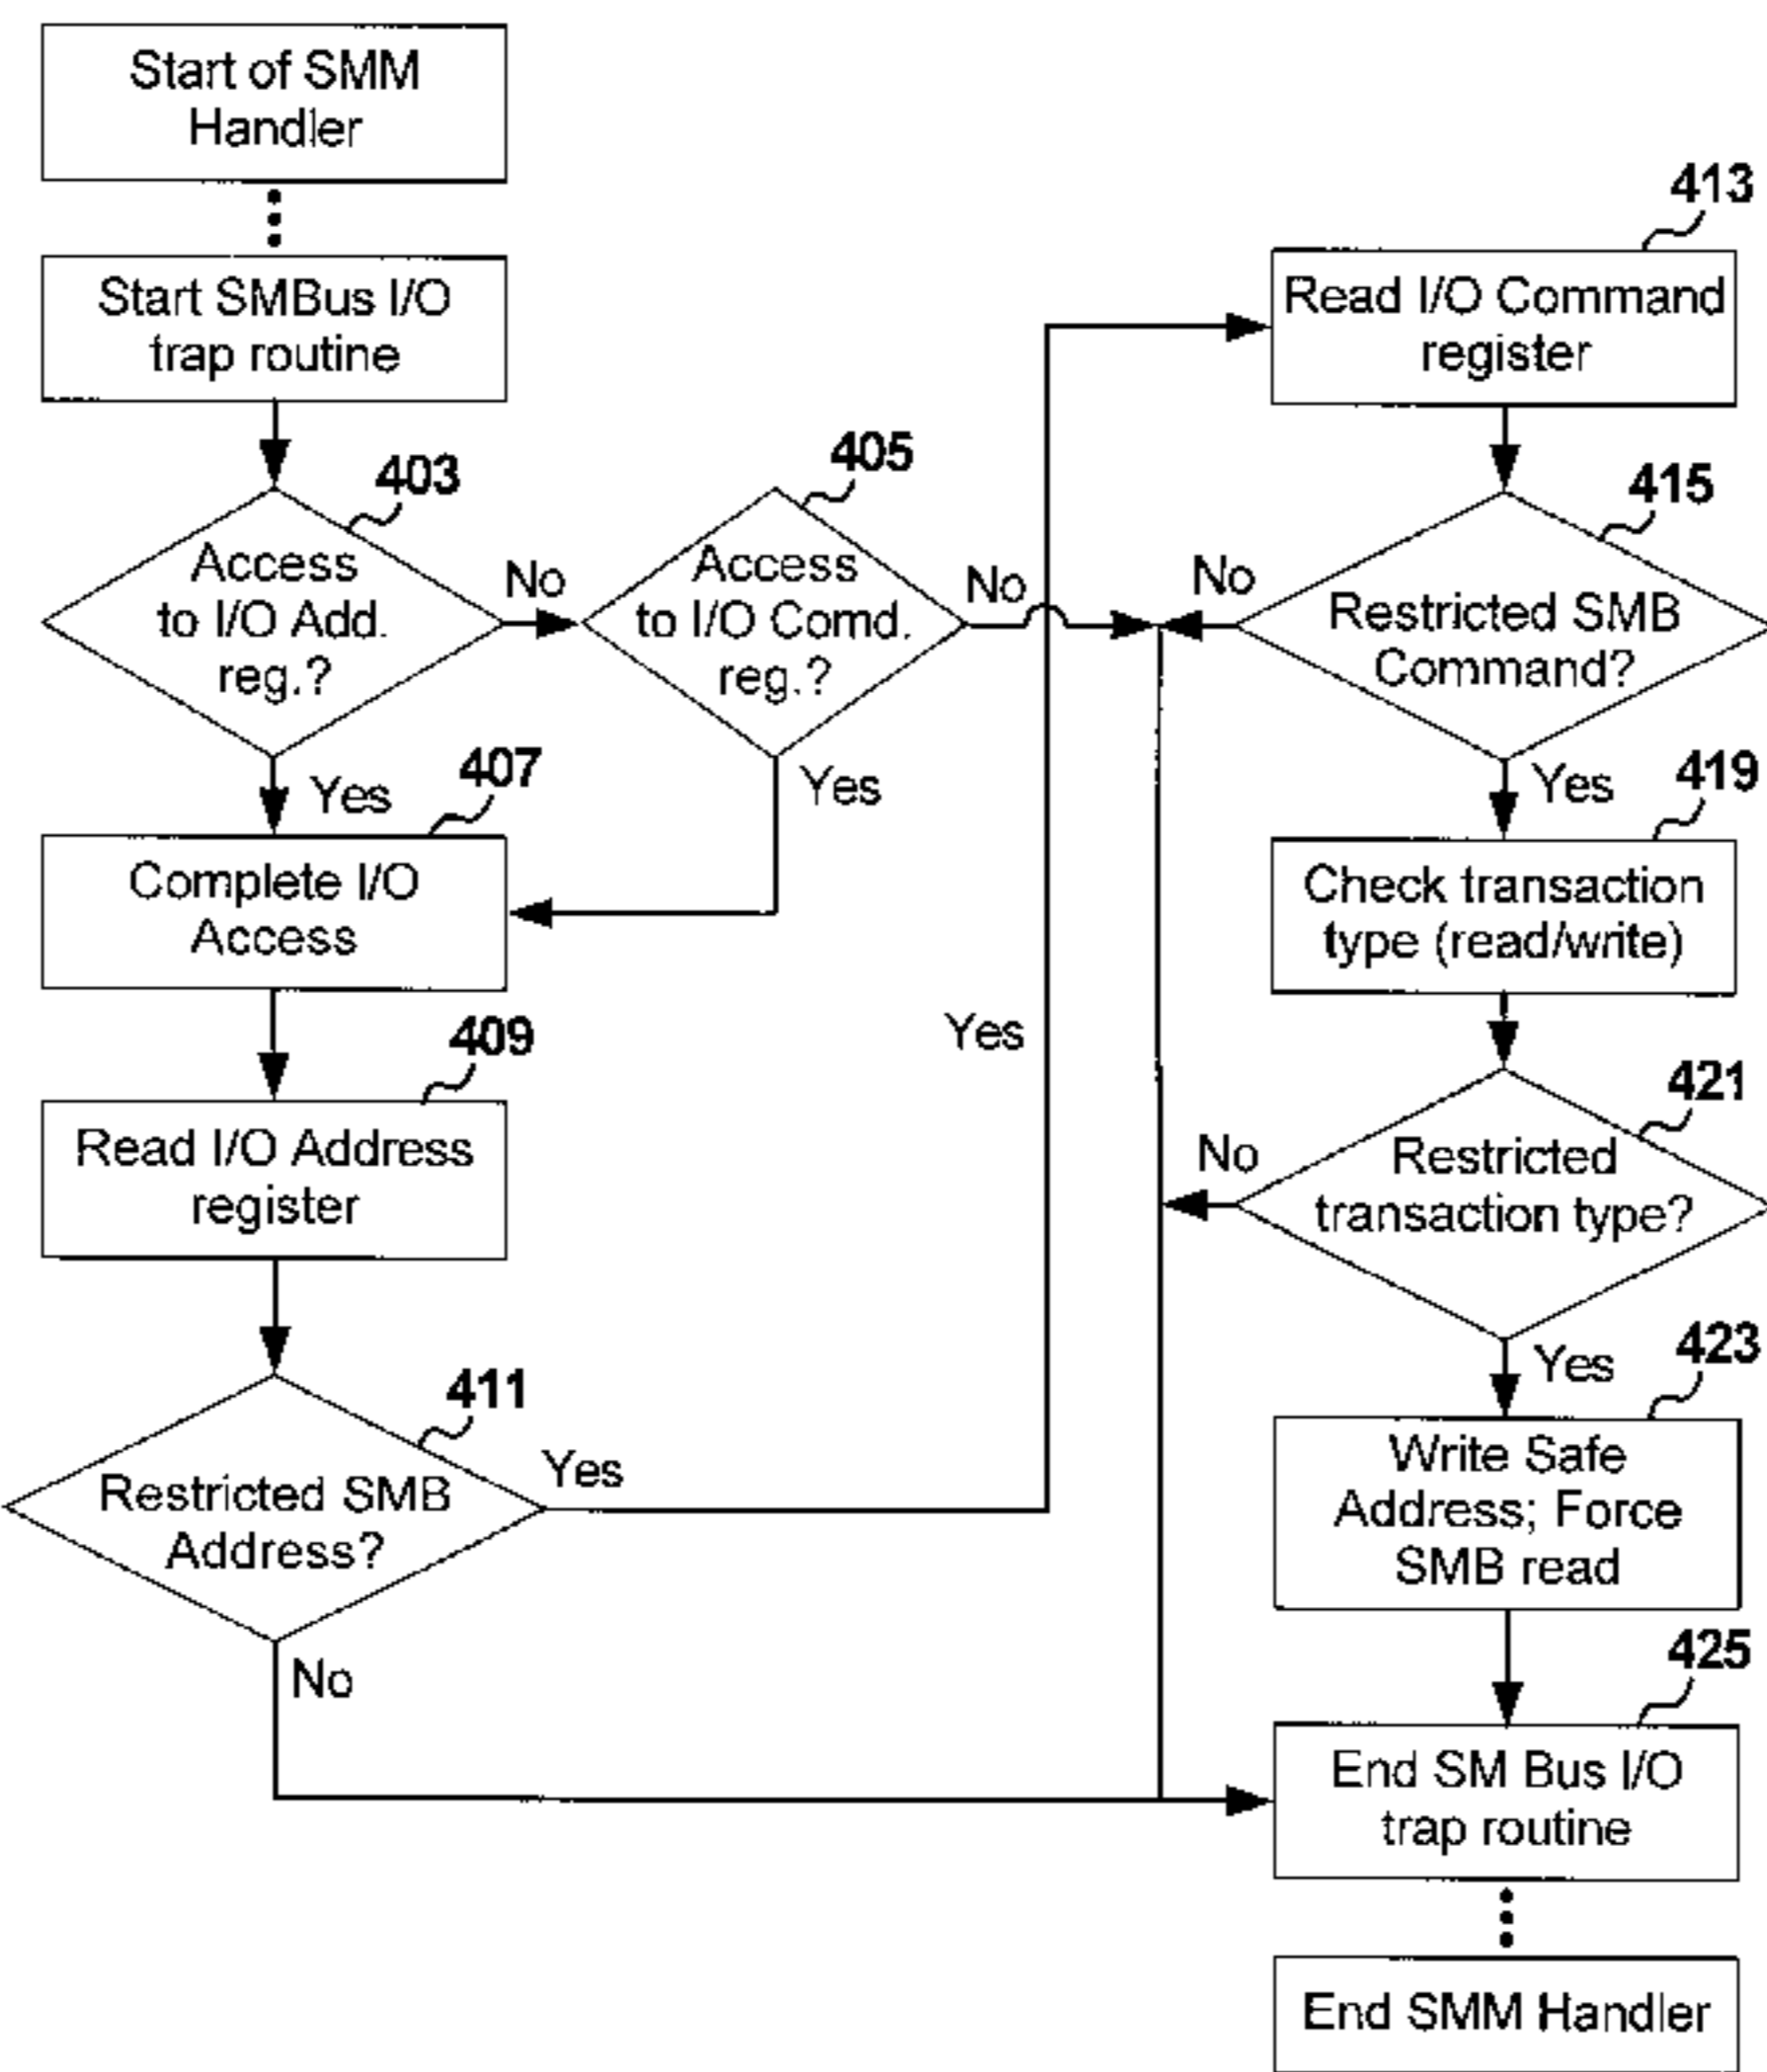 Start of SMM
Handler
Start SMBus I/O
trap routine
403
Access
to I/O Add.
reg.?
No
Yes
405
Access
to I/O Comd.
reg.?
No
Yes
407
Complete I/O
Access
409
Read I/O Address
register
411
Restricted SMB
Address?
Yes
No
Yes
413
Read I/O Command
register
415
Restricted SMB
Command?
No
Yes
419
Check transaction
type (read/write)
421
Restricted
transaction type?
No
Yes
423
Write Safe
Address; Force
SMB read
425
End SM Bus I/O
trap routine
End SMM Handler